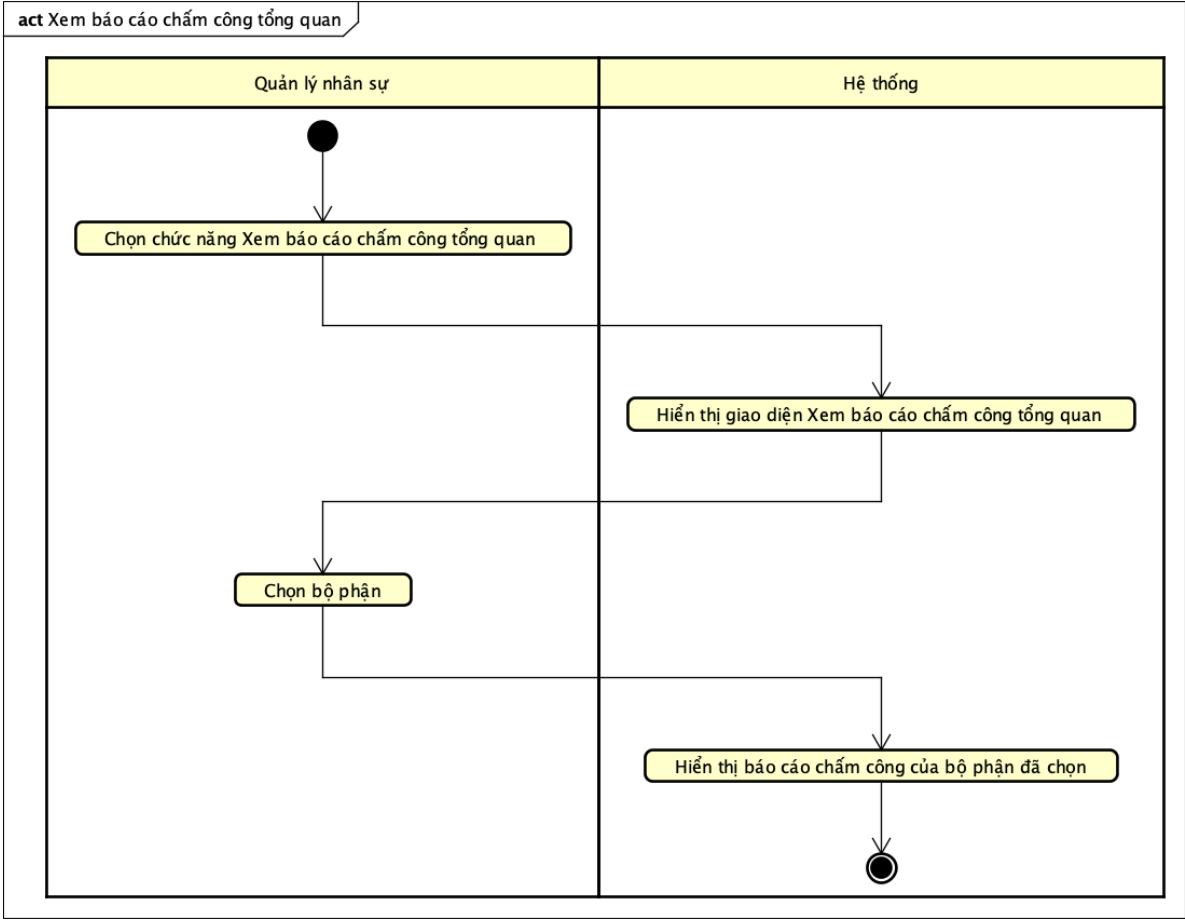 act Xem báo cáo chấm công tổng quan
Quản lý nhân sự
Hệ thống
Chọn chức năng Xem báo cáo chấm công tổng quan
Hiển thị giao diện Xem báo cáo chấm công tổng quan
Chọn bộ phận
Hiển thị báo cáo chấm công của bộ phận đã chọn